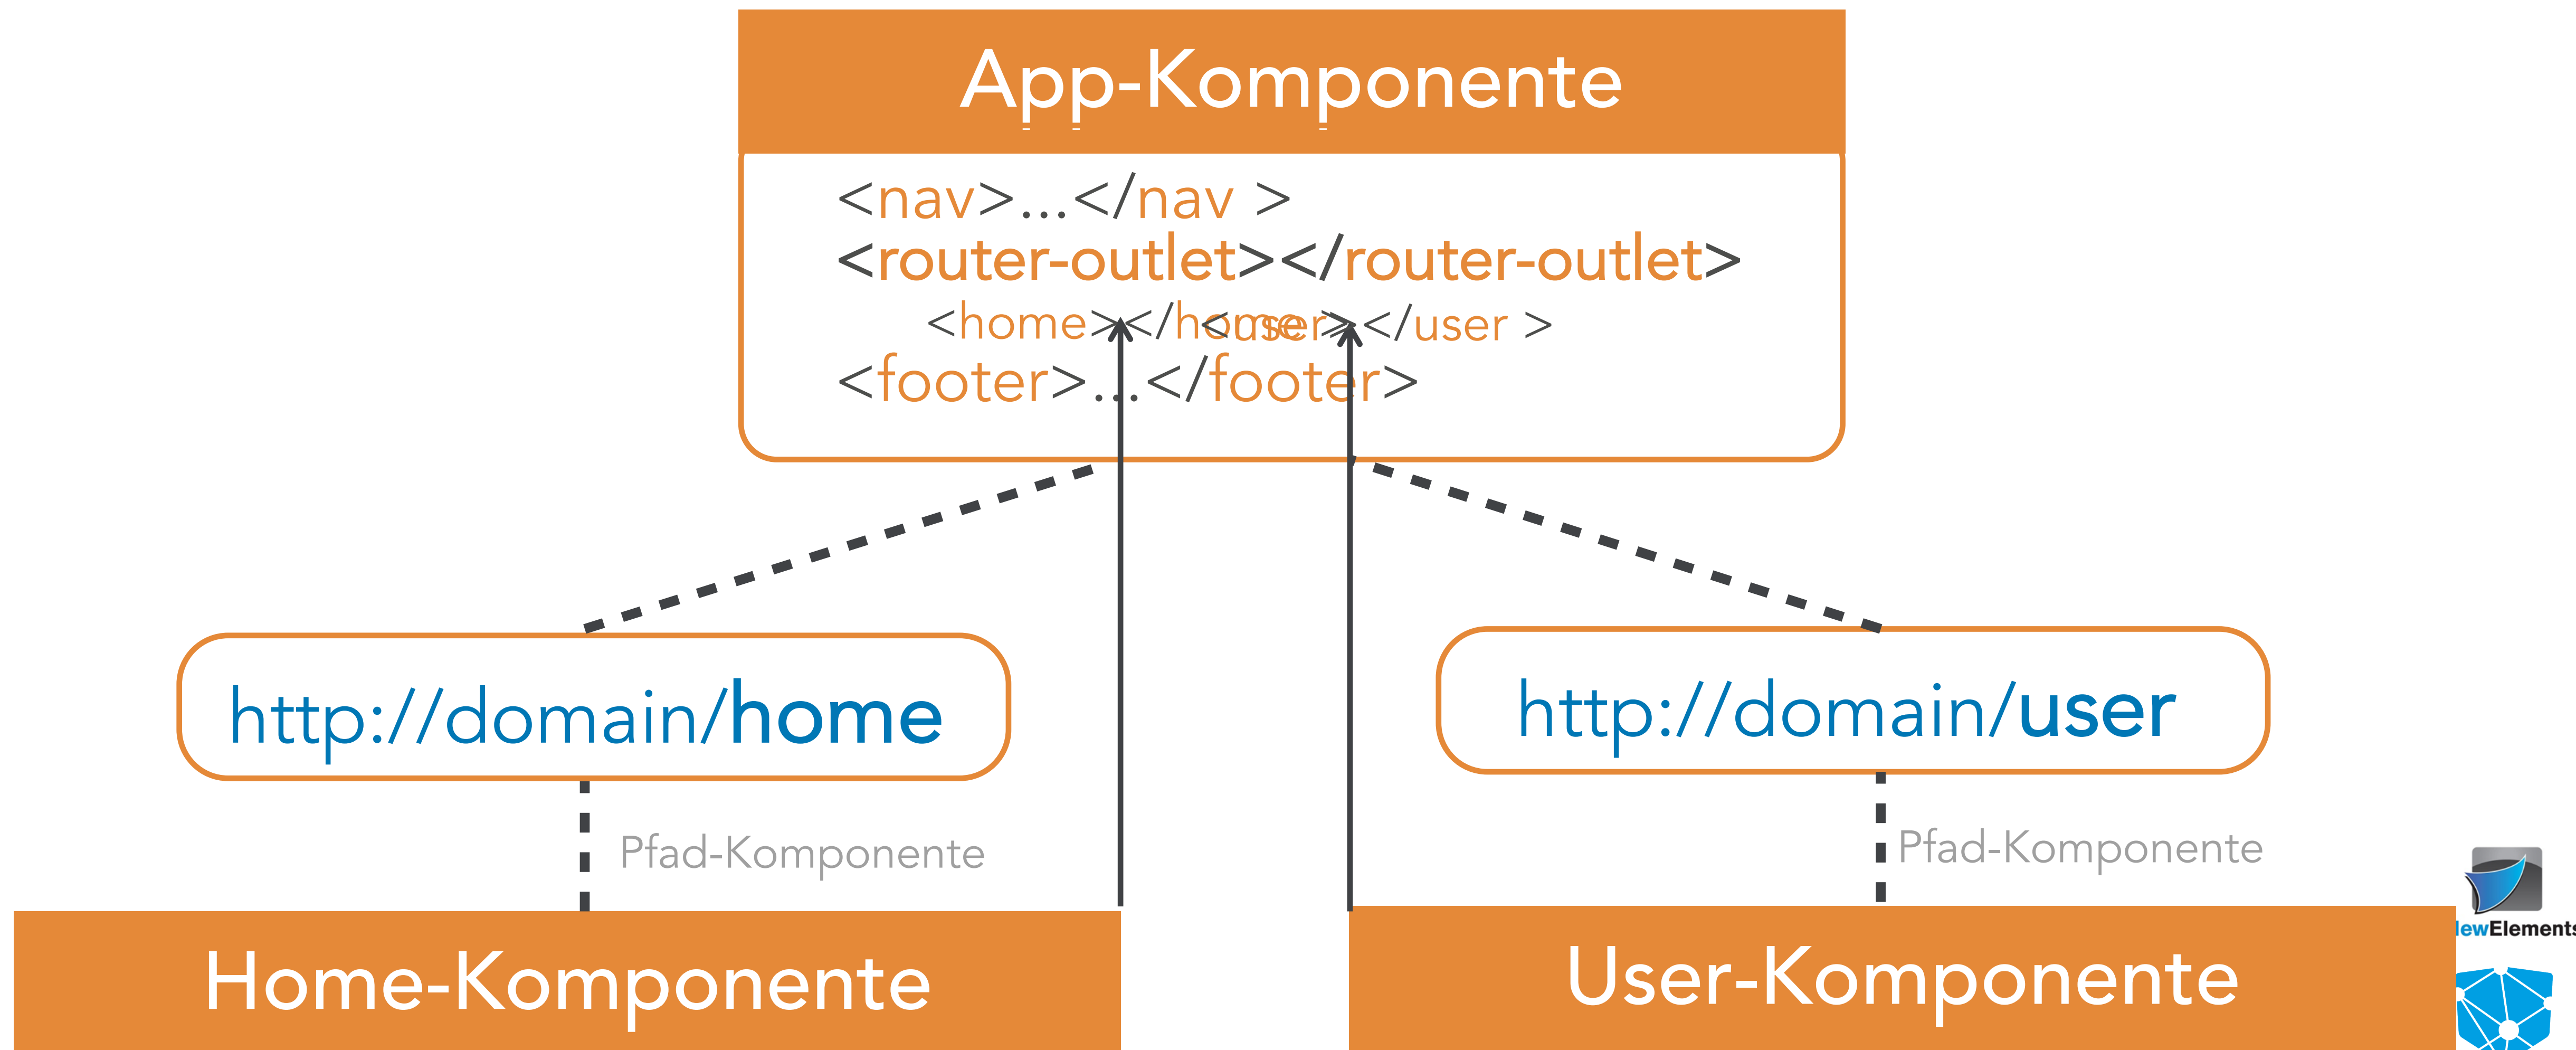 App-Komponente
<nav>...</nav >
<router-outlet></router-outlet>
<home></home>
<user></user >
<footer>...</footer>
http://domain/home
http://domain/user
Pfad-Komponente
Pfad-Komponente
ewElements
Home-Komponente
User-Komponente